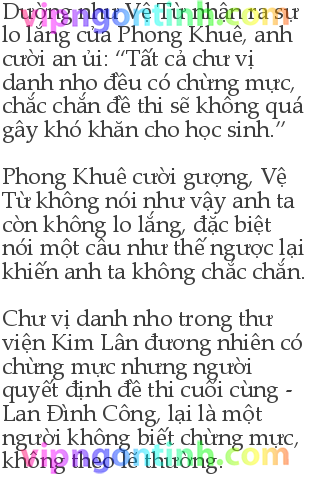 Dường như Vệ Từ nhận ra sự
lo lắng của Phong Khuê, anh
cười an ủi: “Tất cả chư vị
danh nho đều có chừng mực,
chắc chắn đề thi sẽ không quá
gây khó khăn cho học sinh.”
Phong Khuê cười gượng, Vệ
Từ không nói như vậy anh ta
còn không lo lắng, đặc biệt
nói một câu như thế ngược lại
khiến anh ta không chắc chắn.
Chư vị danh nho trong thư
viện Kim Lân đương nhiên có
chừng mực nhưng người
quyết định đề thi cuối cùng -
Lan Đình Công, lại là một
người không biết chừng mực,
không theo lẽ thường.
vipngontinh.com
vipngontinh.com